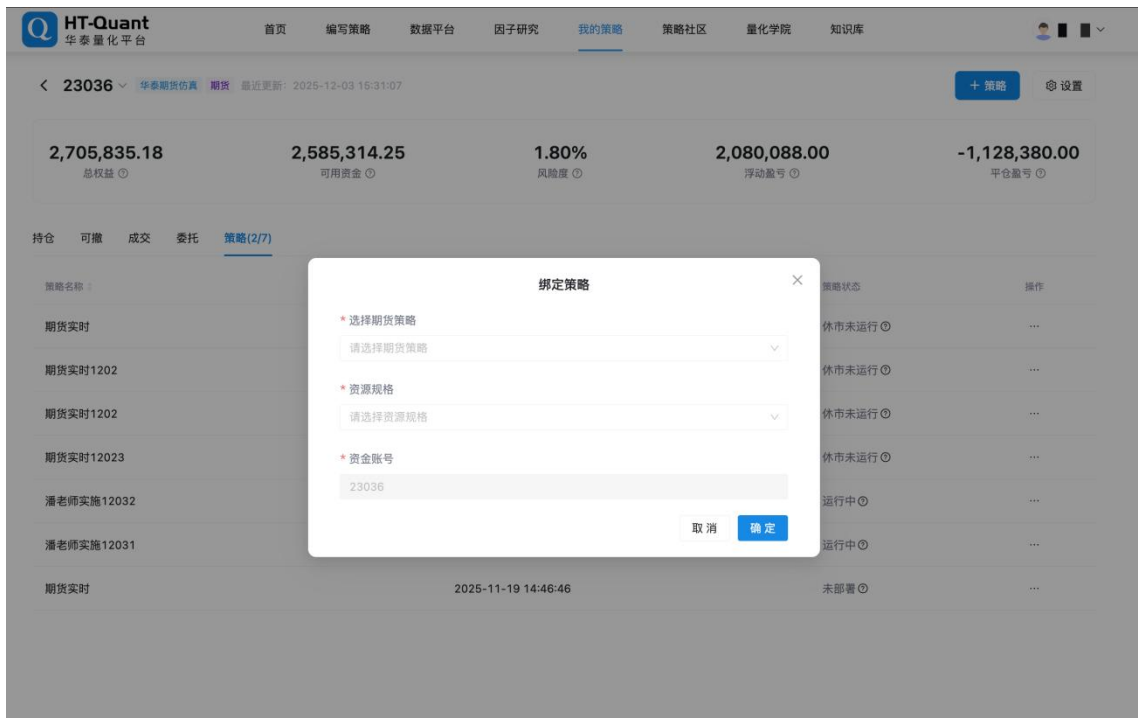 HT-Quant
华泰量化平台
首页 编写策略 数据平台 因子研究 我的策略 策略社区 量化学院 知识库
23036 华泰期货仿真 期货 最近更新: 2025-12-03 15:31:07 + 策略 设置
2,705,835.18 2,585,314.25 1.80% 2,080,088.00 -1,128,380.00
总权益 可用资金 风险度 浮动盈亏 平仓盈亏
持仓 可撤 成交 委托 策略(2/7)
策略名称 策略状态 操作
绑定策略
期货实时 休市未运行 ...
* 选择期货策略
请选择期货策略
期货实时1202 休市未运行 ...
* 资源规格
期货实时1202 请选择资源规格 休市未运行 ...
期货实时12023 * 资金账号 休市未运行 ...
23036
潘老师实施12032 运行中 ...
取消 确定
潘老师实施12031 运行中 ...
期货实时 2025-11-19 14:46:46 未部署 ...